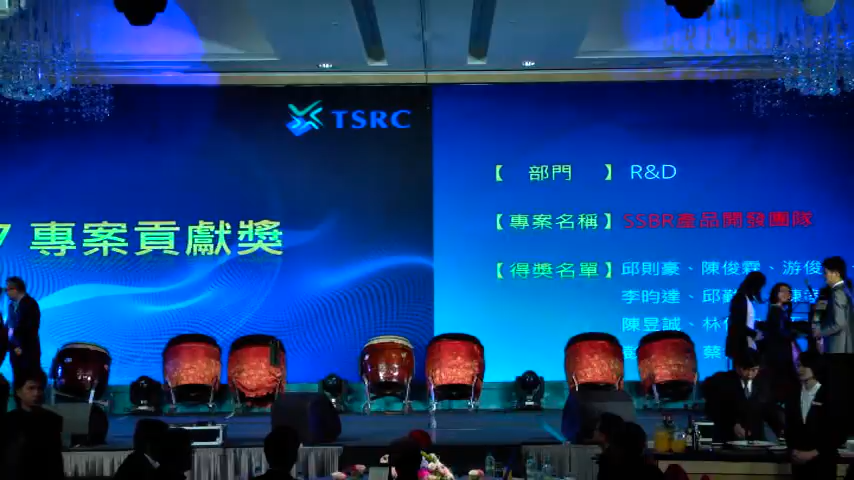 TSRC
7 專案貢獻獎
【 部門 】 R&D
【專案名稱】 SSBR產品開發團隊
【得獎名單】 邱則豪、陳俊霖、游俊
李昀達、邱
陳昱誠、林
蔡